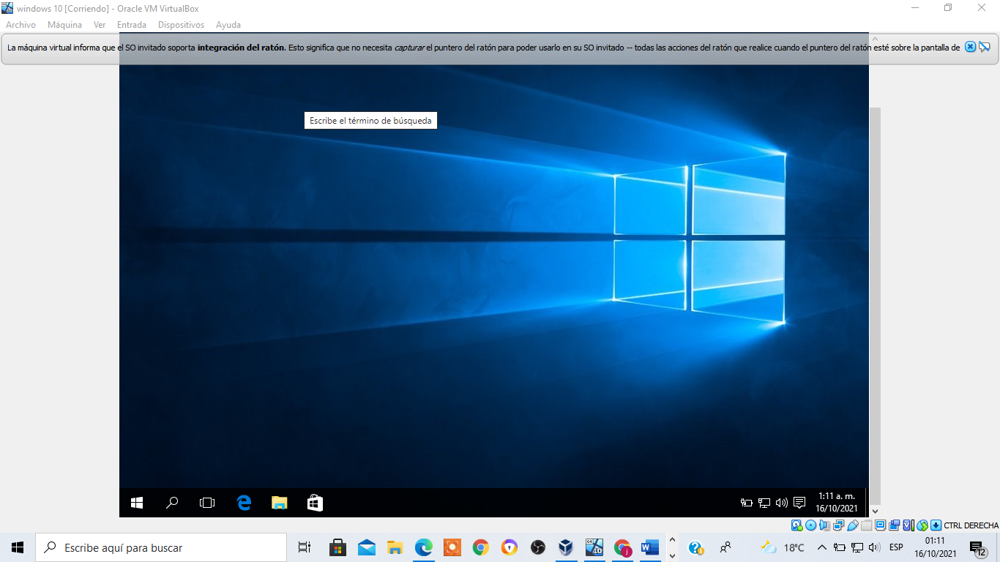 windows 10 [Corriendo] - Oracle VM VirtualBox
Archivo Máquina Ver Entrada Dispositivos Ayuda
La máquina virtual informa que el SO invitado soporta integración del ratón. Esto significa que no necesita capturar el puntero del ratón para poder usarlo en su SO invitado -- todas las acciones del ratón que realice cuando el puntero del ratón esté sobre la pantalla de
Escribe el término de búsqueda
1:11 a. m.
16/10/2021
CTRL DERECHA
Escribe aquí para buscar
18°C
ESP
01:11
16/10/2021
12